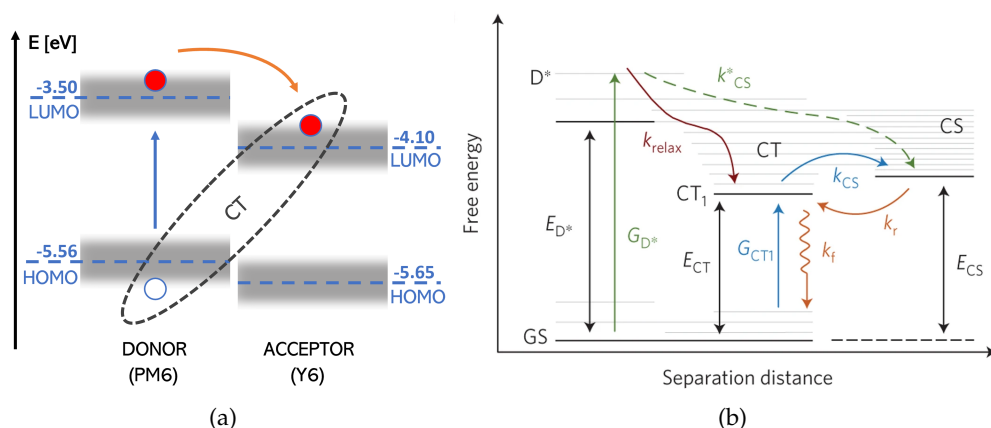 E [eV]
-3.50
LUMO
-4.10
LUMO
CT
-5.56
HOMO
-5.65
HOMO
DONOR
(PM6)
ACCEPTOR
(Y6)
(a)
Free energy
D*
k*CS
CS
krelax
CT
kCS
CT1
kr
ED*
GD*
ECT
GCT1
kf
ECS
GS
Separation distance
(b)